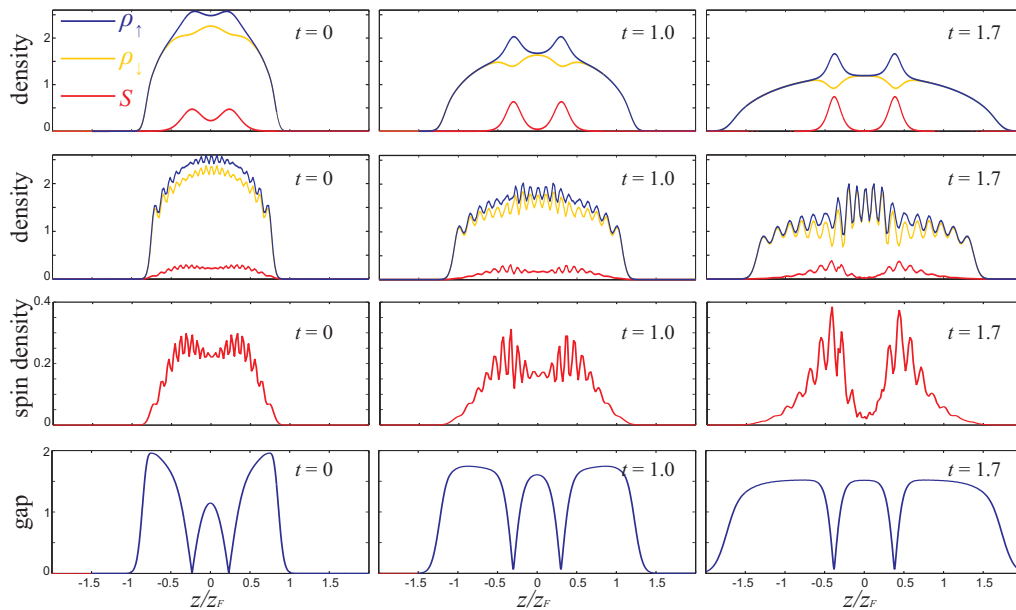 ρ↑
ρ↓
S
t = 0
t = 1.0
t = 1.7
density
2
1
0
t = 0
t = 1.0
t = 1.7
density
2
1
0
t = 0
t = 1.0
t = 1.7
spin density
0.4
0.2
0
t = 0
t = 1.0
t = 1.7
gap
2
1
0
-1.5 -1 -0.5 0 0.5 1 1.5
-1.5 -1 -0.5 0 0.5 1 1.5
-1.5 -1 -0.5 0 0.5 1 1.5
z/zF
z/zF
z/zF